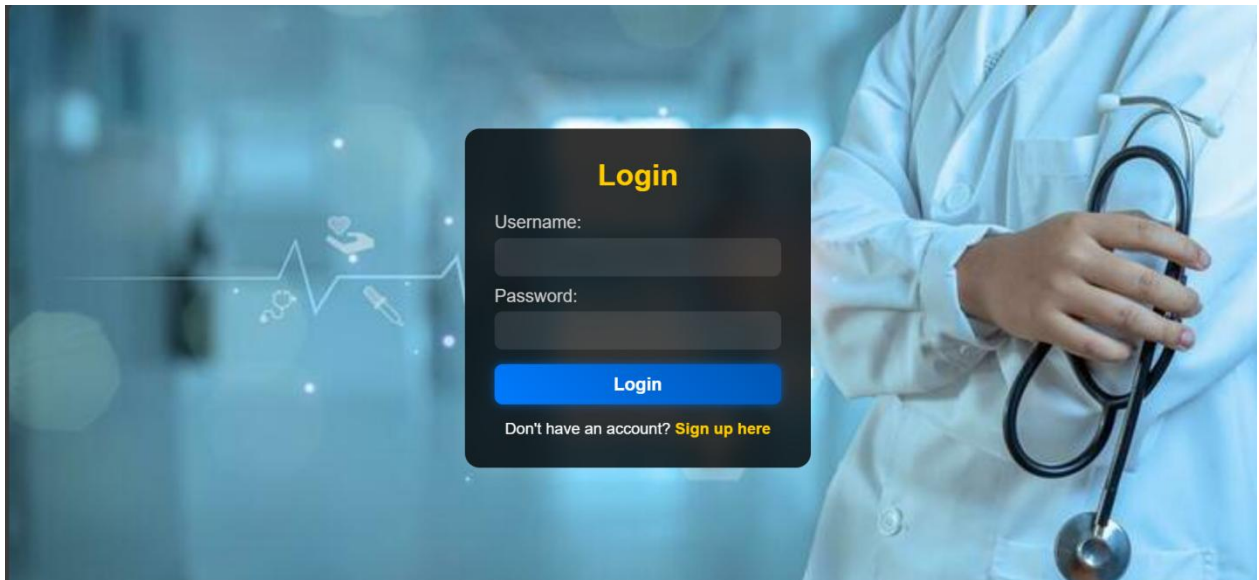 Login
Username:
Password:
Login
Don't have an account? Sign up here